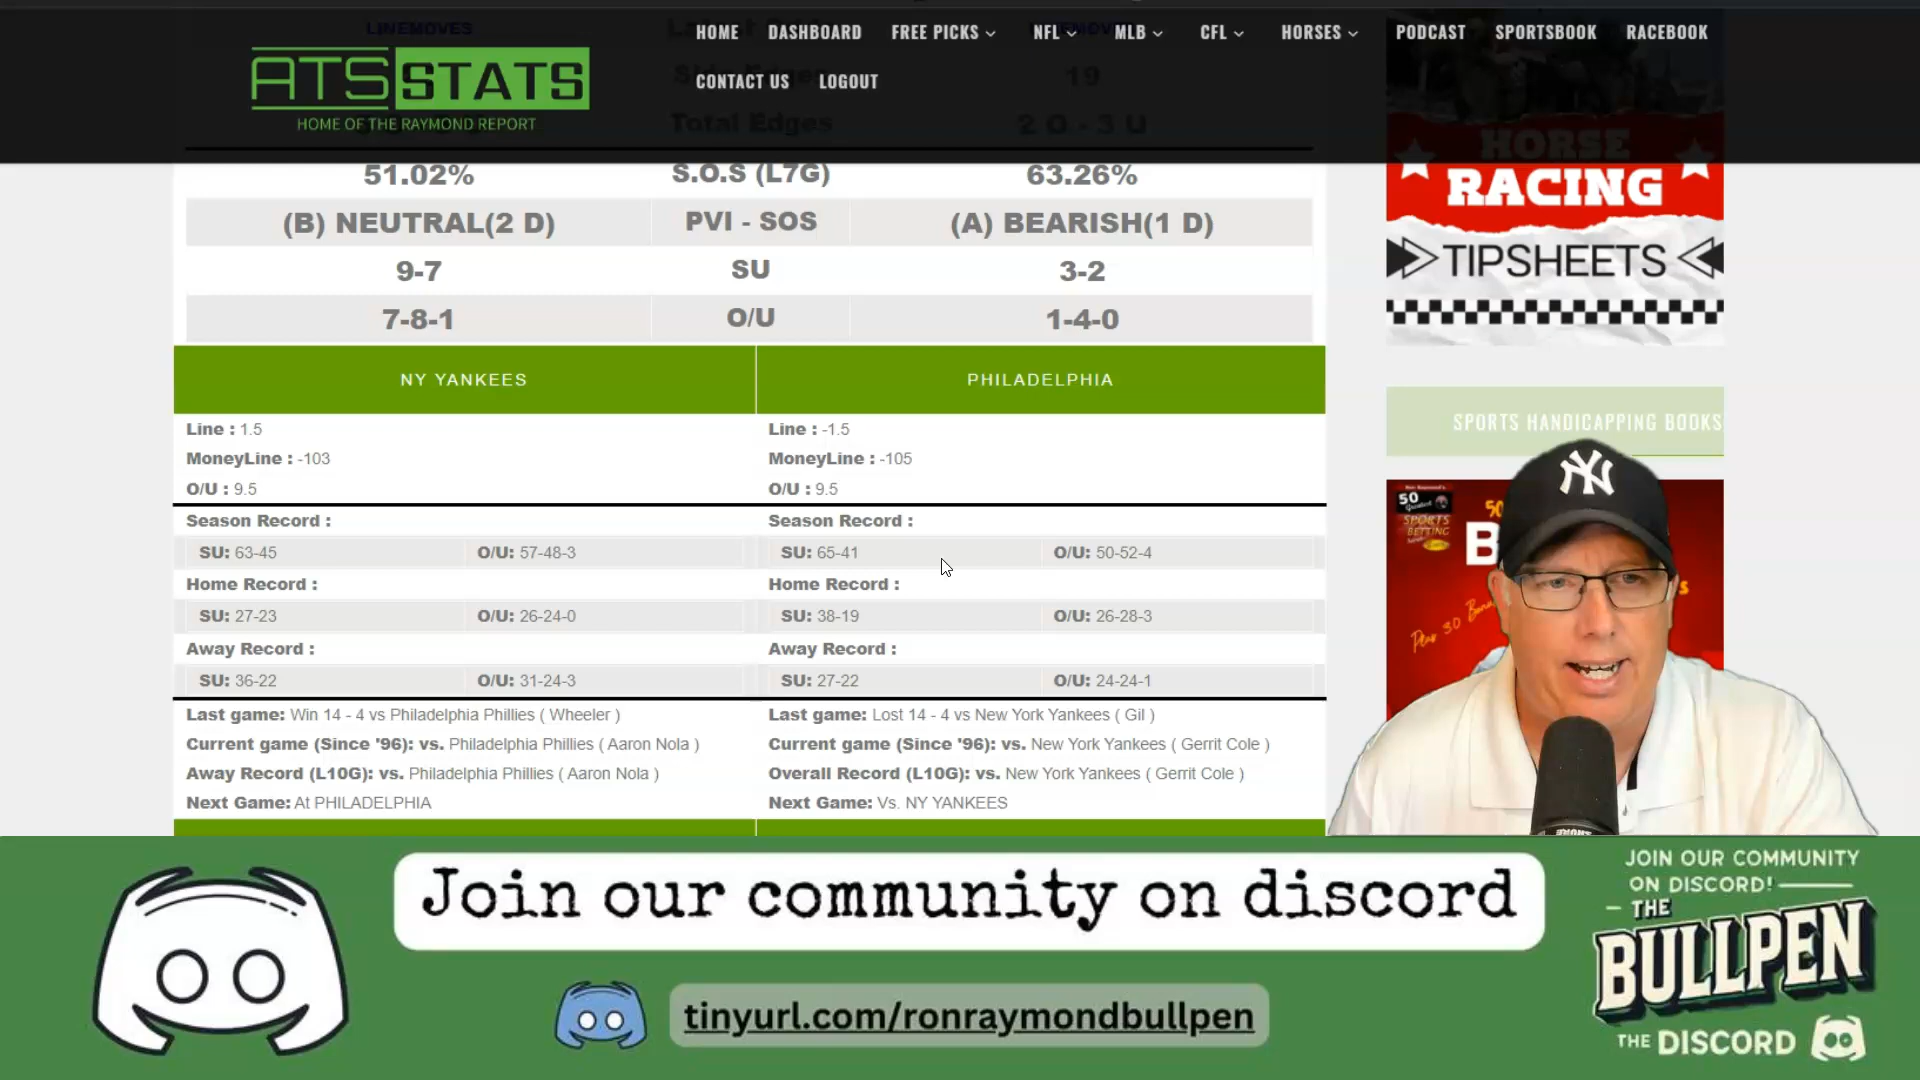 HOME DASHBOARD FREE PICKS NFL MLB CFL HORSES PODCAST SPORTSBOOK RACEBOOK
CONTACT US LOGOUT
ATS STATS
HOME OF THE RAYMOND REPORT
LINEMOVES
19
Total Edges 2 O - 3 U
51.02% S.O.S (L7G) 63.26%
(B) NEUTRAL(2 D) PVI - SOS (A) BEARISH(1 D)
9-7 SU 3-2
7-8-1 O/U 1-4-0
NY YANKEES PHILADELPHIA
Line : 1.5 Line : -1.5
MoneyLine : -103 MoneyLine : -105
O/U : 9.5 O/U : 9.5
Season Record : Season Record :
SU: 63-45 O/U: 57-48-3 SU: 65-41 O/U: 50-52-4
Home Record : Home Record :
SU: 27-23 O/U: 26-24-0 SU: 38-19 O/U: 26-28-3
Away Record : Away Record :
SU: 36-22 O/U: 31-24-3 SU: 27-22 O/U: 24-24-1
Last game: Win 14 - 4 vs Philadelphia Phillies ( Wheeler ) Last game: Lost 14 - 4 vs New York Yankees ( Gil )
Current game (Since '96): vs. Philadelphia Phillies ( Aaron Nola ) Current game (Since '96): vs. New York Yankees ( Gerrit Cole )
Away Record (L10G): vs. Philadelphia Phillies ( Aaron Nola ) Overall Record (L10G): vs. New York Yankees ( Gerrit Cole )
Next Game: At PHILADELPHIA Next Game: Vs. NY YANKEES
HORSE
RACING
TIPSHEETS
SPORTS HANDICAPPING BOOKS
50
SPORTS
BETTING
NY
Join our community on discord
tinyurl.com/ronraymondbullpen
JOIN OUR COMMUNITY
ON DISCORD!
THE
BULLPEN
THE DISCORD